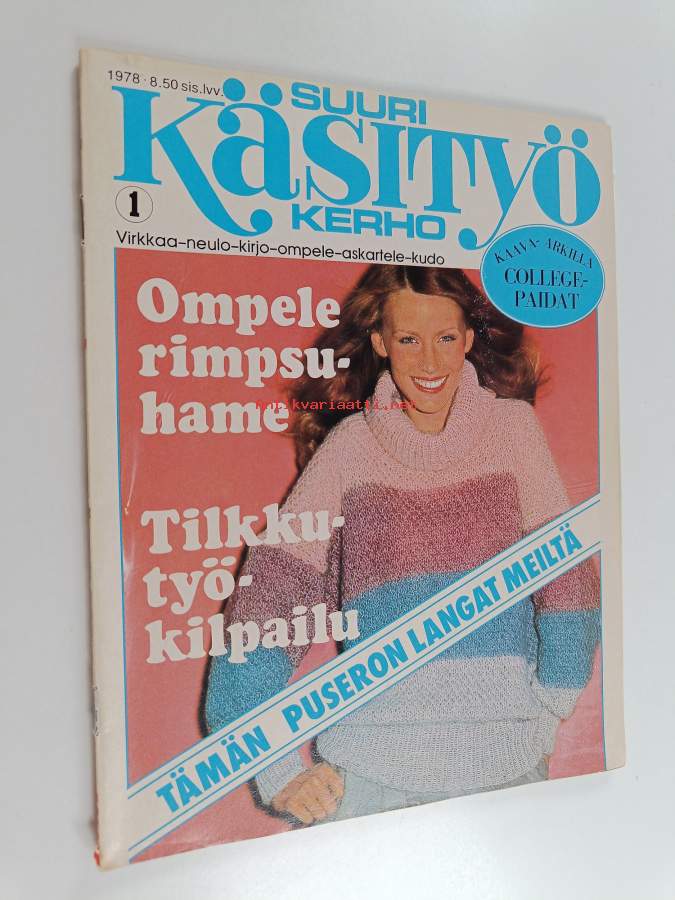 1978 · 8.50 sis.lvv.
SUURI
KÄSITYÖ
KERHO
1
Virkkaa–neulo–kirjo–ompele–askartele–kudo
KAAVA-ARKILLA
COLLEGE-
PAIDAT
Ompele
rimpsu-
hame
antikvariaatti.net
Tilkku-
työ-
kilpailu
TÄMÄN PUSERON LANGAT MEILTÄ